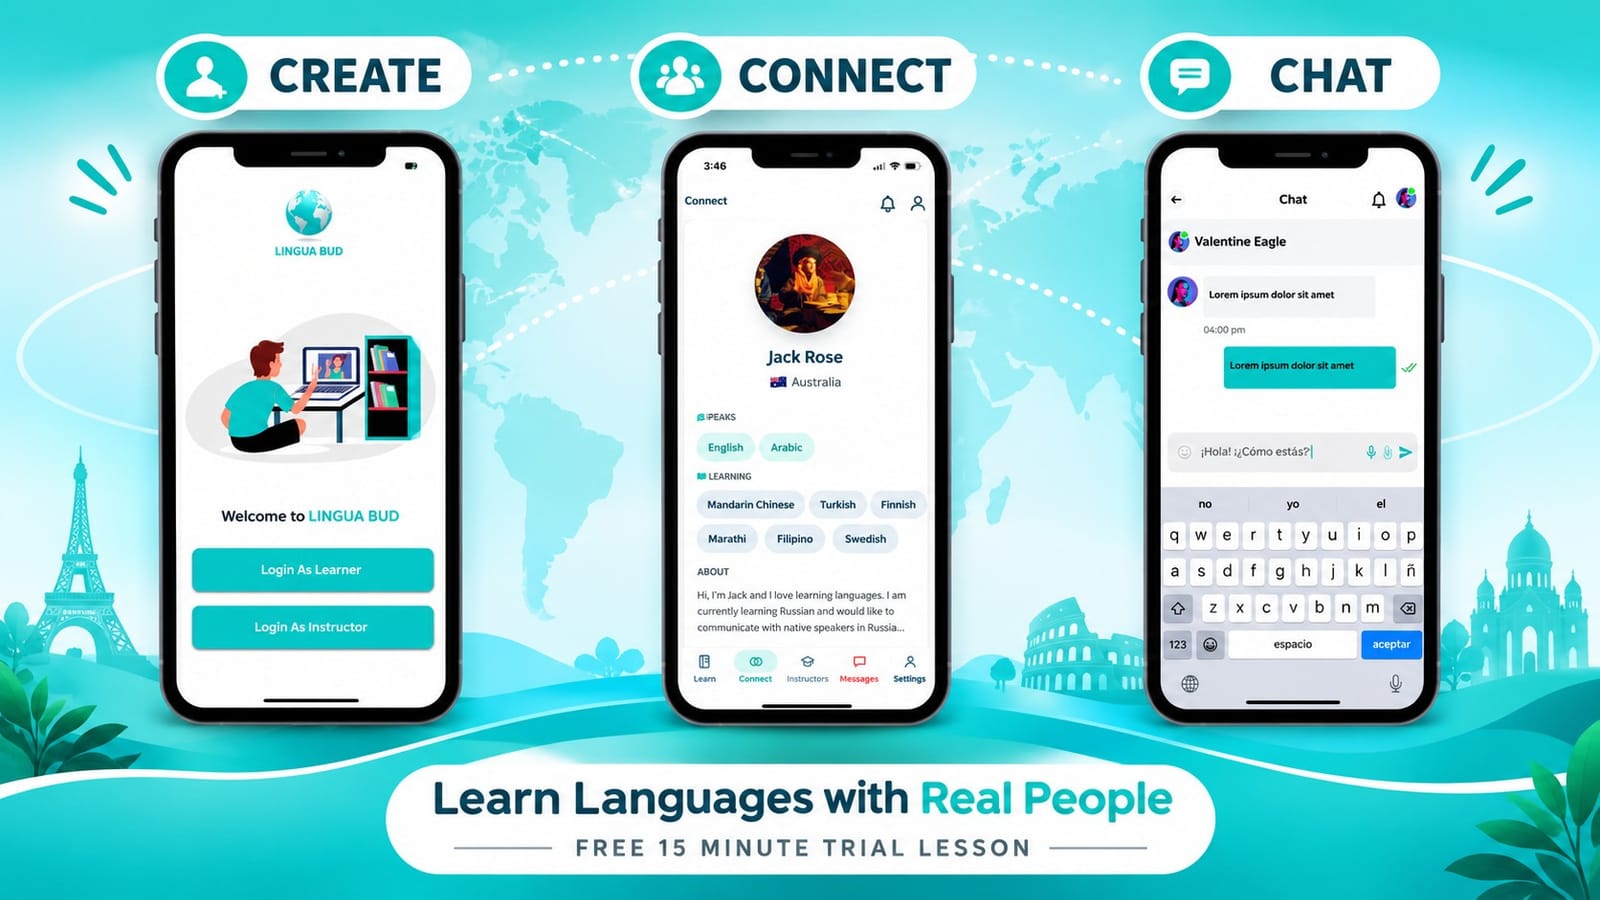 CREATE
CONNECT
CHAT
LINGUA BUD
Welcome to LINGUA BUD
Login As Learner
Login As Instructor
3:46
Connect
Jack Rose
Australia
SPEAKS
English Arabic
LEARNING
Mandarin Chinese Turkish Finnish
Marathi Filipino Swedish
ABOUT
Hi, I'm Jack and I love learning languages. I am
currently learning Russian and would like to
communicate with native speakers in Russia...
Learn Connect Instructors Messages Settings
Chat
Valentine Eagle
Lorem ipsum dolor sit amet
04:00 pm
Lorem ipsum dolor sit amet
¡Hola! ¡¿Cómo estás?
no yo el
q w e r t y u i o p
a s d f g h j k l ñ
z x c v b n m
123 espacio aceptar
Learn Languages with Real People
FREE 15 MINUTE TRIAL LESSON